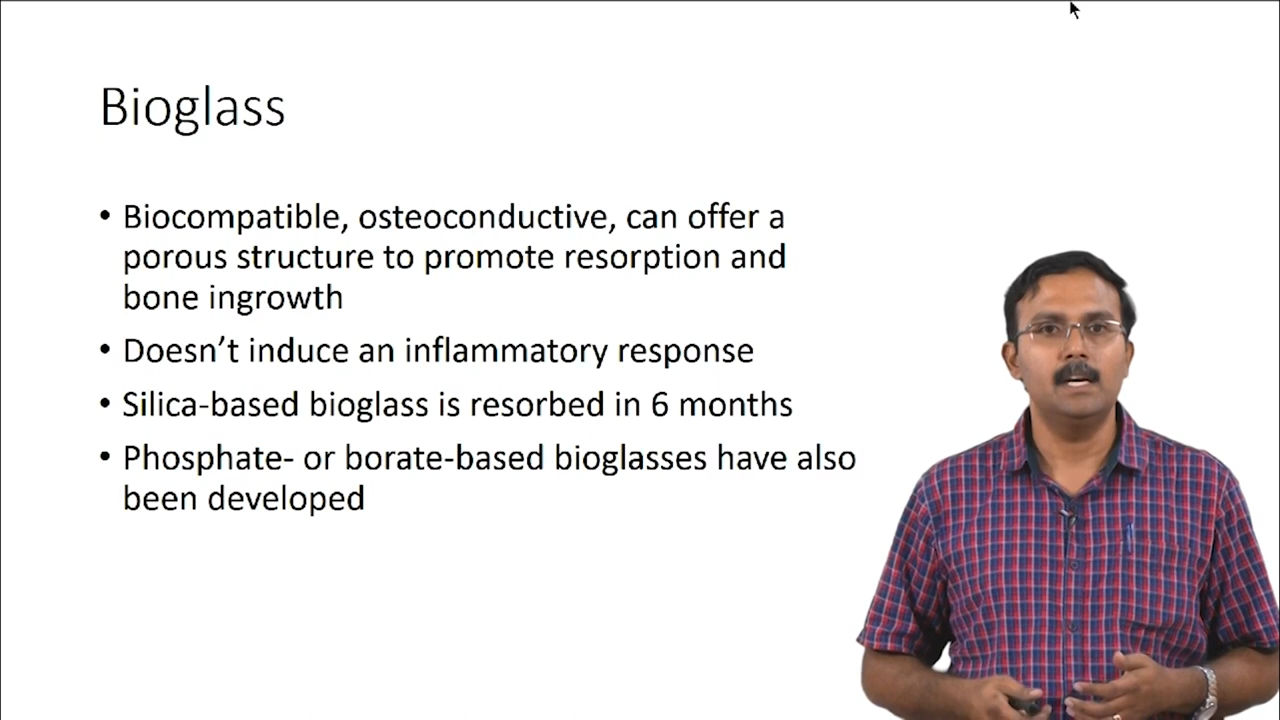 Bioglass
• Biocompatible, osteoconductive, can offer a
porous structure to promote resorption and
bone ingrowth
• Doesn’t induce an inflammatory response
• Silica-based bioglass is resorbed in 6 months
• Phosphate- or borate-based bioglasses have also
been developed